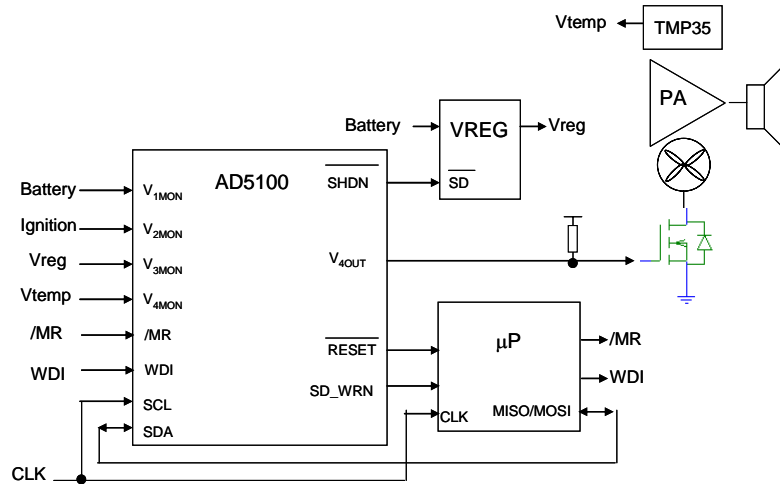 Vtemp
TMP35
PA
Battery
VREG
Vreg
SD
AD5100
SHDN
Battery
V1MON
Ignition
V2MON
Vreg
V3MON
V4OUT
Vtemp
V4MON
/MR
/MR
RESET
μP
/MR
WDI
WDI
SD_WRN
WDI
SCL
CLK
MISO/MOSI
SDA
CLK